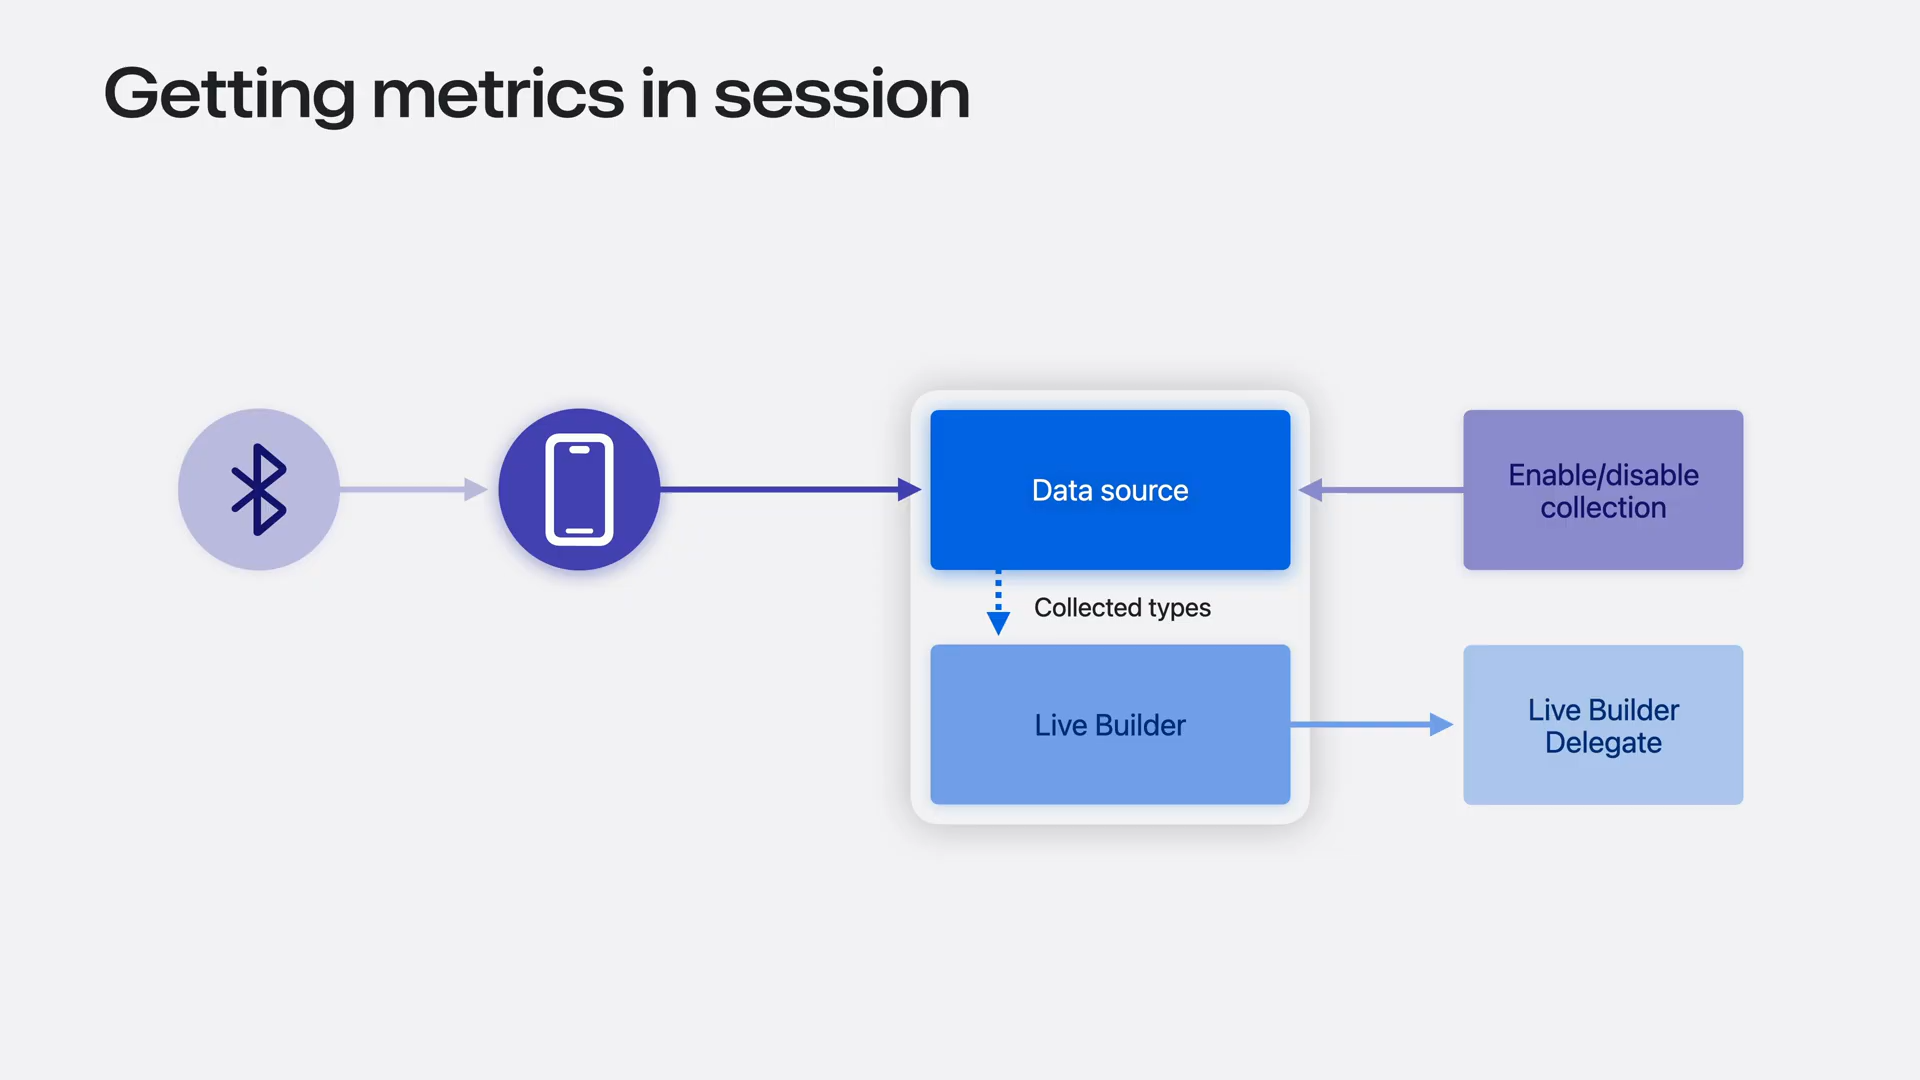 Getting metrics in session
Data source
Enable/disable
collection
Collected types
Live Builder
Live Builder
Delegate